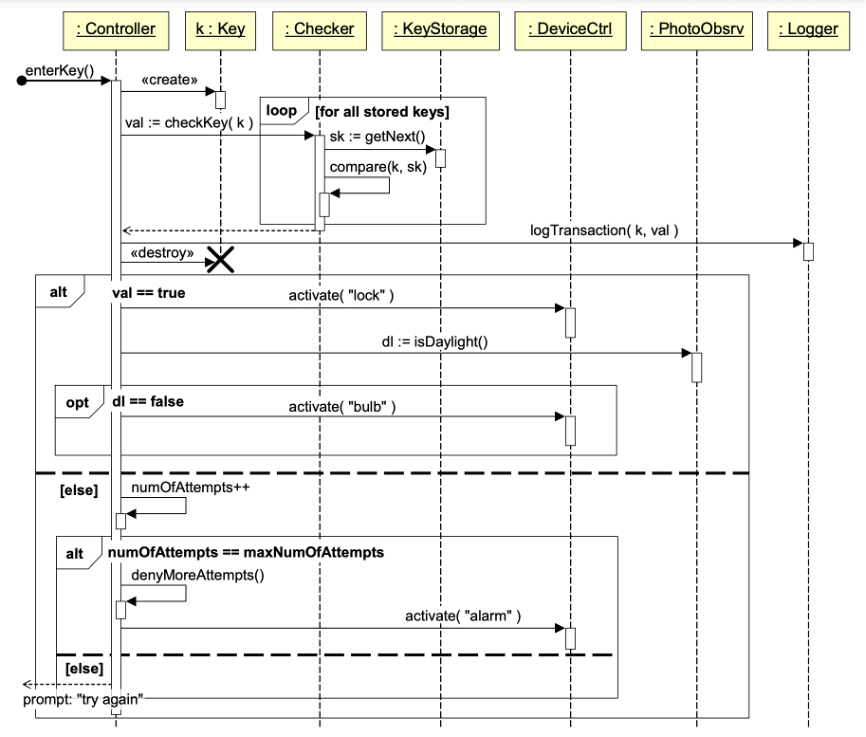 : Controller
k : Key
: Checker
: KeyStorage
: DeviceCtrl
: PhotoObsrv
: Logger
enterKey()
«create»
loop
[for all stored keys]
val := checkKey( k )
sk := getNext()
compare(k, sk)
logTransaction( k, val )
«destroy»
alt
val == true
activate( "lock" )
dl := isDaylight()
opt
dl == false
activate( "bulb" )
[else]
numOfAttempts++
alt
numOfAttempts == maxNumOfAttempts
denyMoreAttempts()
activate( "alarm" )
[else]
prompt: "try again"